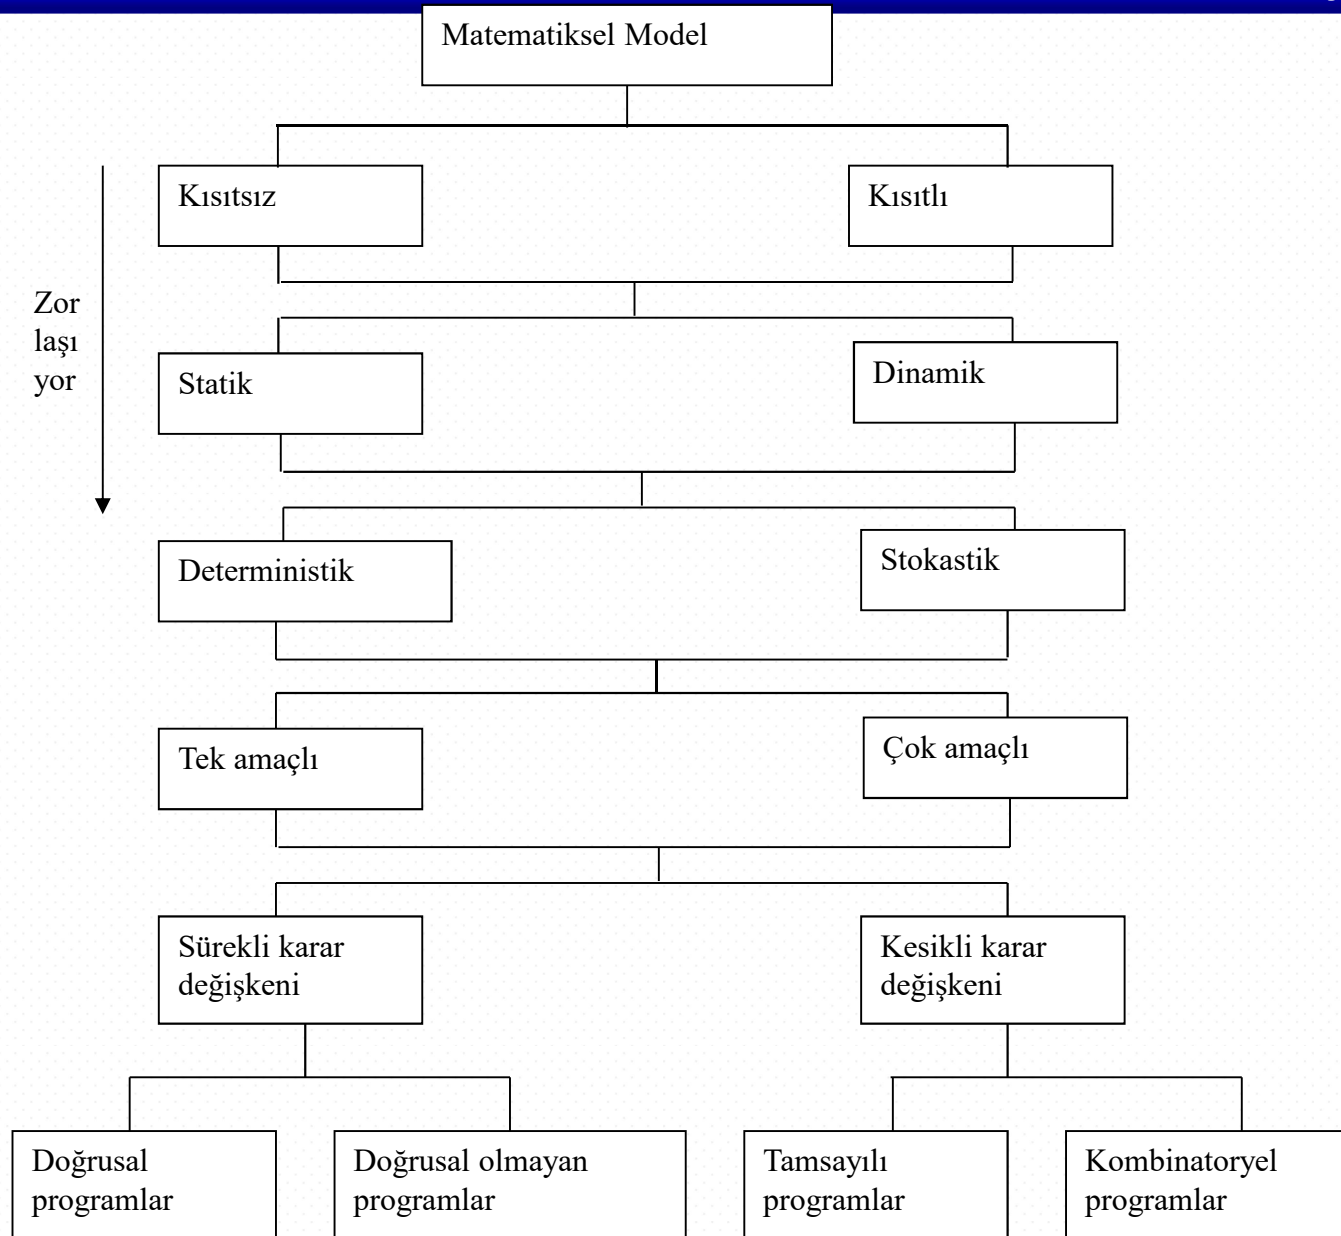 Matematiksel Model
Kısıtsız
Kısıtlı
Zor
laşı
yor
Statik
Dinamik
Deterministik
Stokastik
Tek amaçlı
Çok amaçlı
Sürekli karar
değişkeni
Kesikli karar
değişkeni
Doğrusal
programlar
Doğrusal olmayan
programlar
Tamsayılı
programlar
Kombinatoryel
programlar